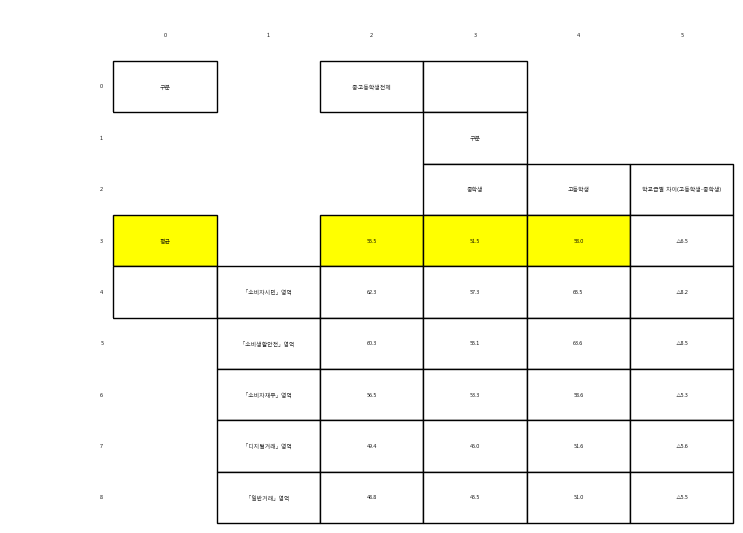 0 1 2 3 4 5
0 구분 중고등학생전체
1 구분
2 중학생 고등학생 학교급별 차이(고등학생-중학생)
3 평균 55.5 51.5 58.0 △6.5
4 「소비자시민」영역 62.3 57.3 65.5 △8.2
5 「소비생활안전」영역 60.3 55.1 63.6 △8.5
6 「소비자재무」영역 56.5 53.3 58.6 △5.3
7 「디지털거래」영역 49.4 46.0 51.6 △5.6
8 「일반거래」영역 48.8 45.5 51.0 △5.5